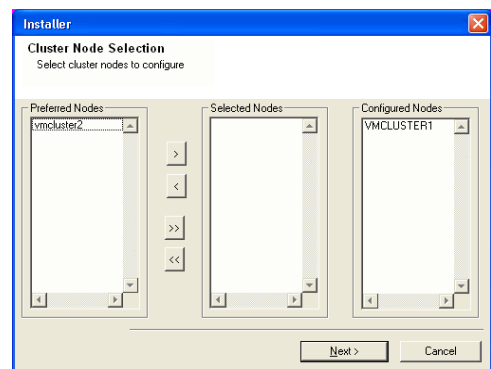 Installer
Cluster Node Selection
Select cluster nodes to configure
Preferred Nodes
Selected Nodes
Configured Nodes
vmcluster2
VMCLUSTER1
>
<
>>
<<
Next >
Cancel